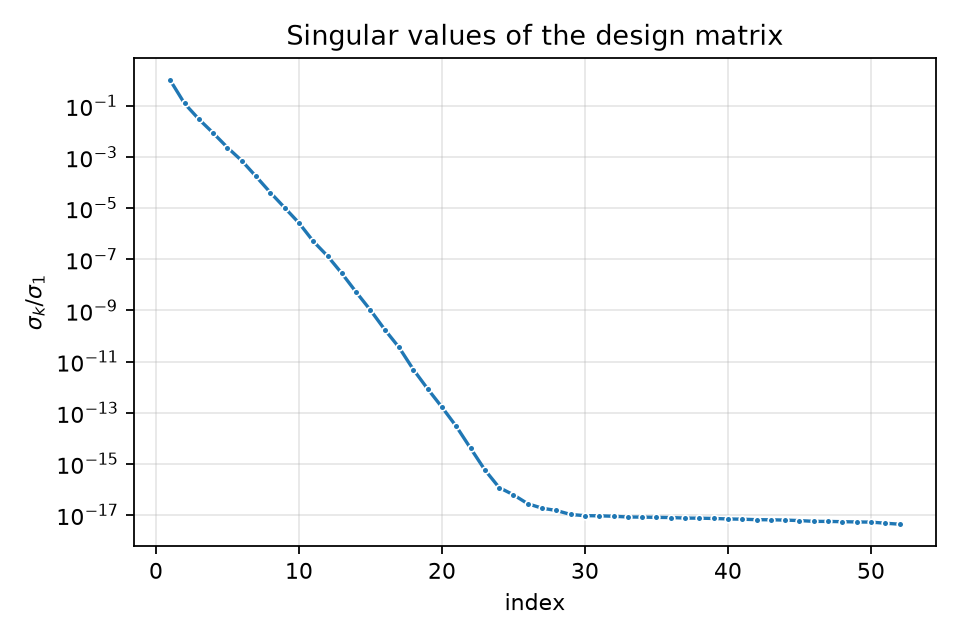 Singular values of the design matrix
σₖ/σ₁
10⁻¹
10⁻³
10⁻⁵
10⁻⁷
10⁻⁹
10⁻¹¹
10⁻¹³
10⁻¹⁵
10⁻¹⁷
0 10 20 30 40 50
index